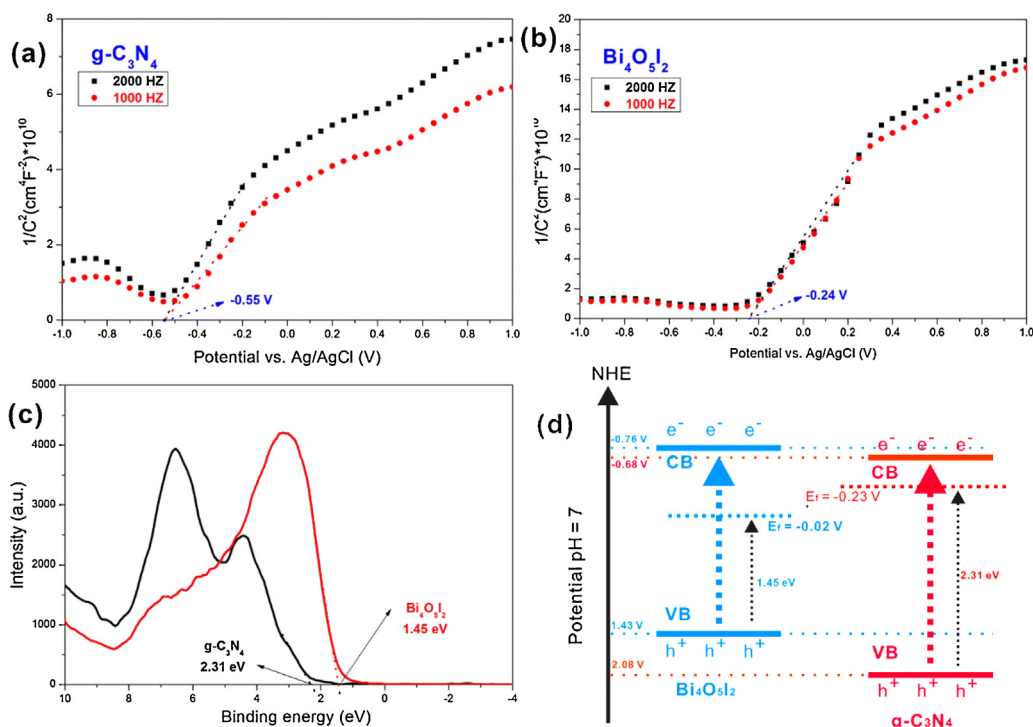 (a)
g-C₃N₄
2000 HZ
1000 HZ
8
6
4
2
0
-1.0 -0.8 -0.6 -0.4 -0.2 0.0 0.2 0.4 0.6 0.8 1.0
1/C²(cm⁴F⁻²)*10¹⁰
Potential vs. Ag/AgCl (V)
-0.55 V
(b)
Bi₄O₅I₂
2000 HZ
1000 HZ
20
18
16
14
12
10
8
6
4
2
0
-1.0 -0.8 -0.6 -0.4 -0.2 0.0 0.2 0.4 0.6 0.8 1.0
Potential vs. Ag/AgCl (V)
-0.24 V
(c)
5000
4000
3000
2000
1000
0
10 8 6 4 2 0 -2 -4
Intensity (a.u.)
Binding energy (eV)
Bi₄O₅I₂
1.45 eV
g-C₃N₄
2.31 eV
NHE
(d)
Potential pH = 7
-0.76 V
-0.68 V
e⁻ e⁻ e⁻
e⁻ e⁻ e⁻
CB
CB
Ef = -0.23 V
Ef = -0.02 V
1.45 eV
2.31 eV
VB
1.43 V
h⁺ h⁺ h⁺
VB
2.08 V
Bi₄O₅I₂
h⁺ h⁺ h⁺
g-C₃N₄